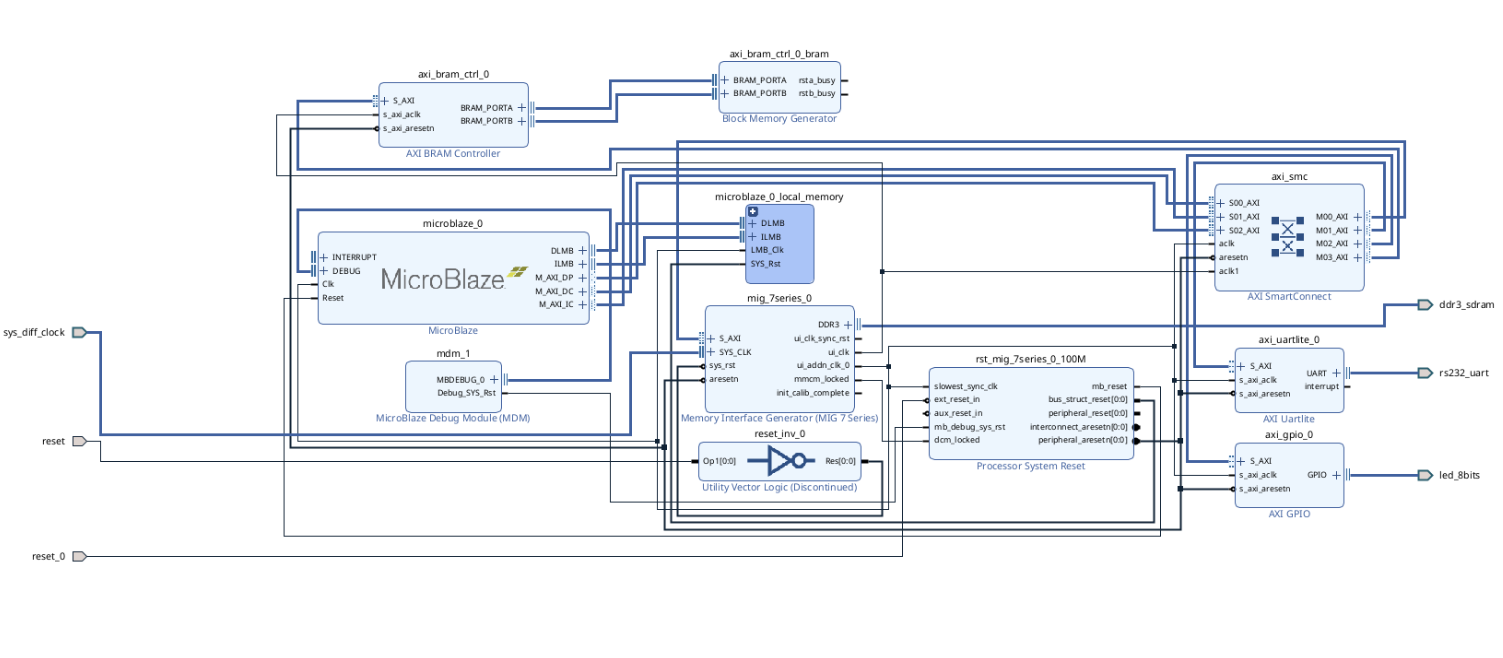 axi_bram_ctrl_0_bram
BRAM_PORTA
rsta_busy
BRAM_PORTB
rstb_busy
Block Memory Generator
axi_bram_ctrl_0
S_AXI
s_axi_aclk
s_axi_aresetn
BRAM_PORTA
BRAM_PORTB
AXI BRAM Controller
axi_smc
S00_AXI
S01_AXI
S02_AXI
aclk
aresetn
aclk1
M00_AXI
M01_AXI
M02_AXI
M03_AXI
AXI SmartConnect
microblaze_0_local_memory
DLMB
ILMB
LMB_Clk
SYS_Rst
microblaze_0
INTERRUPT
DEBUG
Clk
Reset
MicroBlaze
DLMB
ILMB
M_AXI_DP
M_AXI_DC
M_AXI_IC
MicroBlaze
mig_7series_0
S_AXI
SYS_CLK
sys_rst
aresetn
DDR3
ui_clk_sync_rst
ui_clk
ui_addn_clk_0
mmcm_locked
init_calib_complete
Memory Interface Generator (MIG 7 Series)
ddr3_sdram
sys_diff_clock
mdm_1
MBDEBUG_0
Debug_SYS_Rst
MicroBlaze Debug Module (MDM)
rst_mig_7series_0_100M
slowest_sync_clk
ext_reset_in
aux_reset_in
mb_debug_sys_rst
dcm_locked
mb_reset
bus_struct_reset[0:0]
peripheral_reset[0:0]
interconnect_aresetn[0:0]
peripheral_aresetn[0:0]
Processor System Reset
axi_uartlite_0
S_AXI
s_axi_aclk
s_axi_aresetn
UART
interrupt
AXI Uartlite
rs232_uart
reset
reset_inv_0
Op1[0:0]
Res[0:0]
Utility Vector Logic (Discontinued)
axi_gpio_0
S_AXI
s_axi_aclk
s_axi_aresetn
GPIO
AXI GPIO
led_8bits
reset_0